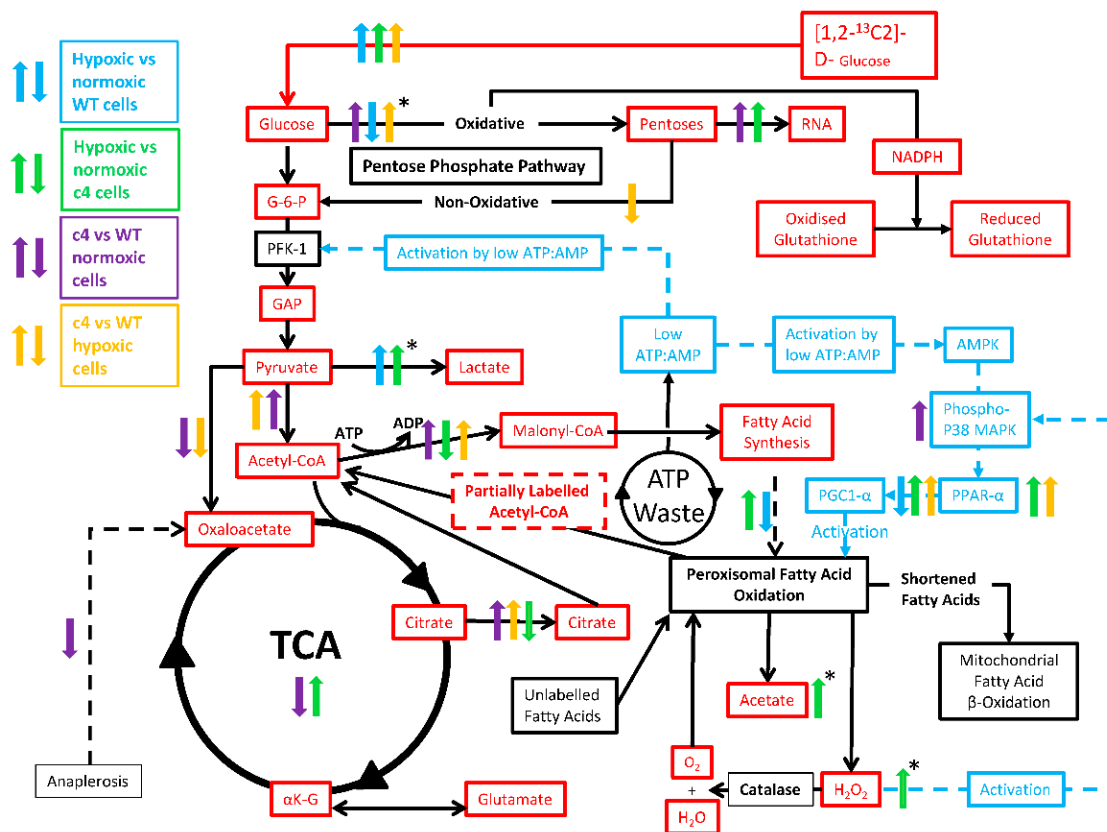 Hypoxic vs
normoxic
WT cells
Hypoxic vs
normoxic
c4 cells
c4 vs WT
normoxic
cells
c4 vs WT
hypoxic
cells
[1,2-¹³C2]-
D- Glucose
Glucose
*
Oxidative
Pentoses
RNA
Pentose Phosphate Pathway
NADPH
G-6-P
Non-Oxidative
Oxidised
Glutathione
Reduced
Glutathione
PFK-1
Activation by low ATP:AMP
GAP
Low
ATP:AMP
Activation by
low ATP:AMP
AMPK
Pyruvate
*
Lactate
Phospho-
P38 MAPK
ATP
ADP
Malonyl-CoA
Fatty Acid
Synthesis
Acetyl-CoA
Partially Labelled
Acetyl-CoA
ATP
Waste
PGC1-α
PPAR-α
Activation
Oxaloacetate
Peroxisomal Fatty Acid
Oxidation
Shortened
Fatty Acids
Citrate
Citrate
TCA
Unlabelled
Fatty Acids
Acetate
*
Mitochondrial
Fatty Acid
β-Oxidation
Anaplerosis
O₂
+
H₂O
Catalase
H₂O₂
*
Activation
αK-G
Glutamate